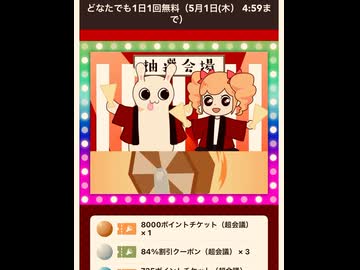 どなたでも1日1回無料（5月1日(木） 4:59ま
で）
抽選会場
8000ポイントチケット（超会議）
×1
84%割引クーポン（超会議）×3